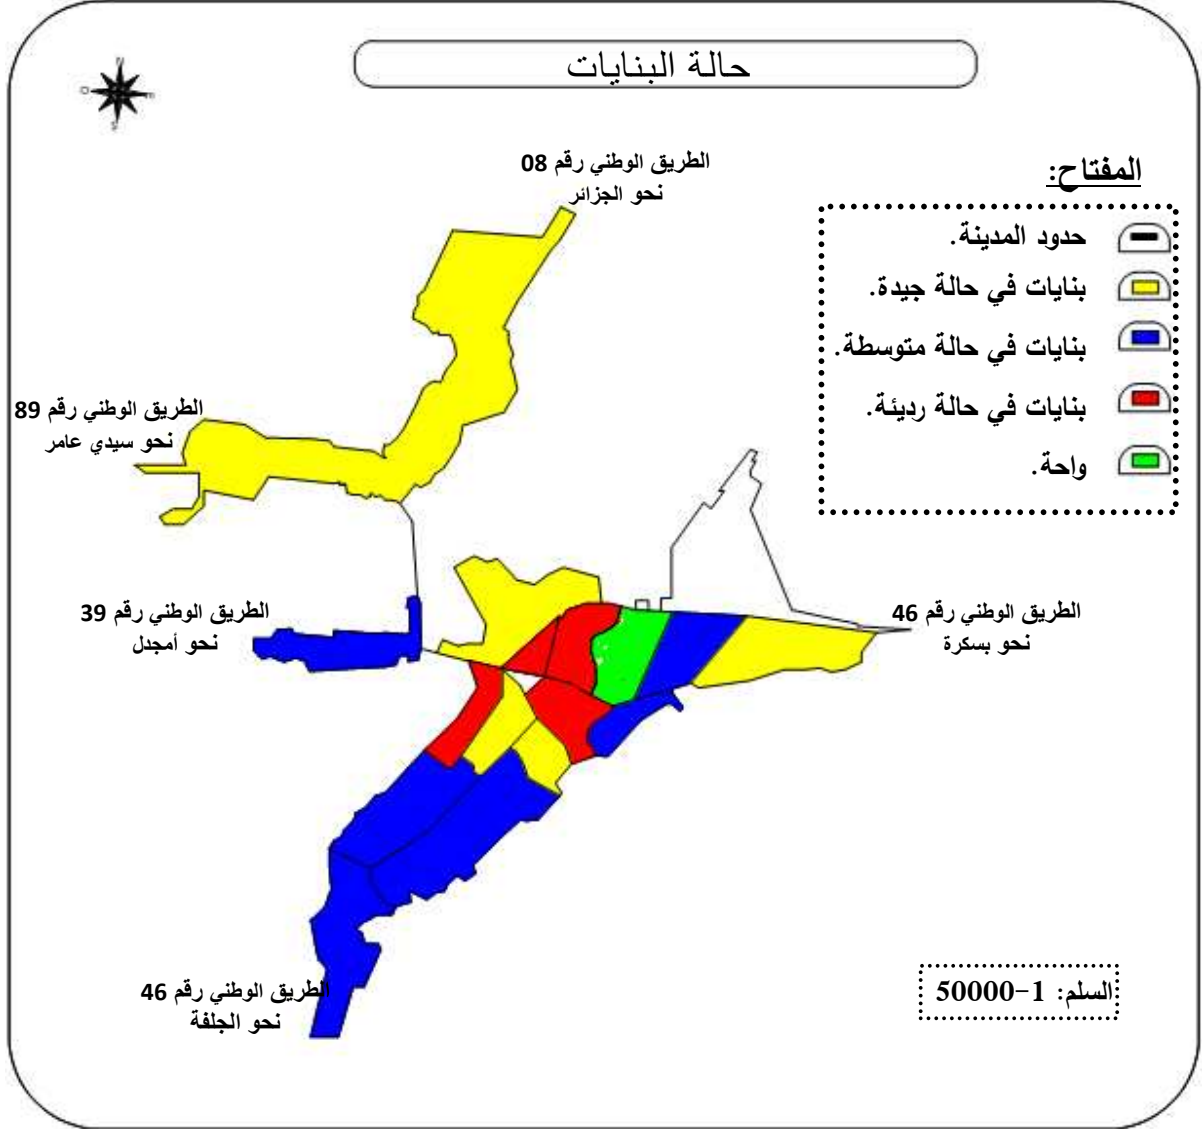 حالة البنايات
N
O
E
S
الطريق الوطني رقم 08
نحو الجزائر
المفتاح:
حدود المدينة.
بنايات في حالة جيدة.
بنايات في حالة متوسطة.
بنايات في حالة رديئة.
واحة.
الطريق الوطني رقم 89
نحو سيدي عامر
الطريق الوطني رقم 39
نحو أمجدل
الطريق الوطني رقم 46
نحو بسكرة
الطريق الوطني رقم 46
نحو الجلفة
السلم: 1-50000